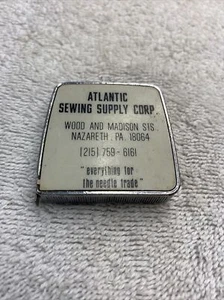 ATLANTIC
SEWING SUPPLY CORP.
WOOD AND MADISON STS.
NAZARETH, PA. 18064
(215) 759-6161
"everything for
the needle trade"